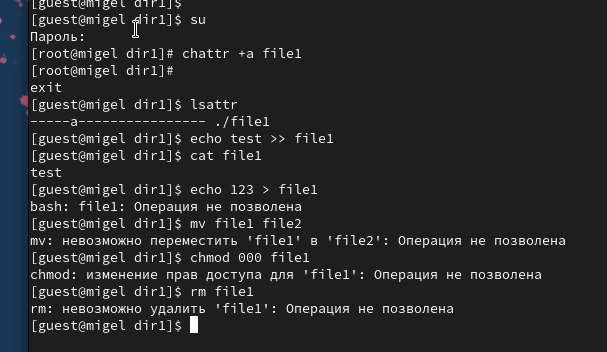 [guest@migel dir1]$
[guest@migel dir1]$ su
Пароль:
[root@migel dir1]# chattr +a file1
[root@migel dir1]#
exit
[guest@migel dir1]$ lsattr
-----a---------------- ./file1
[guest@migel dir1]$ echo test >> file1
[guest@migel dir1]$ cat file1
test
[guest@migel dir1]$ echo 123 > file1
bash: file1: Операция не позволена
[guest@migel dir1]$ mv file1 file2
mv: невозможно переместить 'file1' в 'file2': Операция не позволена
[guest@migel dir1]$ chmod 000 file1
chmod: изменение прав доступа для 'file1': Операция не позволена
[guest@migel dir1]$ rm file1
rm: невозможно удалить 'file1': Операция не позволена
[guest@migel dir1]$